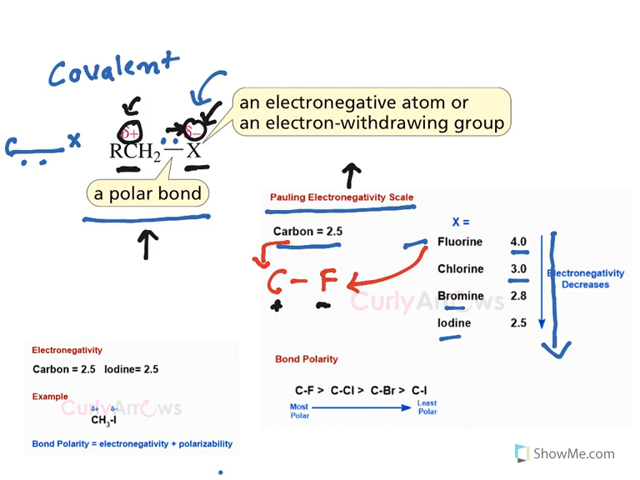 Covalent
δ+ δ−
RCH₂ — X
C X
an electronegative atom or
an electron-withdrawing group
a polar bond
Pauling Electronegativity Scale
Carbon = 2.5
X =
Fluorine 4.0
Chlorine 3.0
Bromine 2.8
Iodine 2.5
Electronegativity
Decreases
C – F
+ –
CurlyArrows
Bond Polarity
C-F > C-Cl > C-Br > C-I
Most
Polar
Least
Polar
Electronegativity
Carbon = 2.5 Iodine= 2.5
Example
CurlyArrows
δ+ δ−
CH₃-I
Bond Polarity = electronegativity + polarizability
ShowMe.com